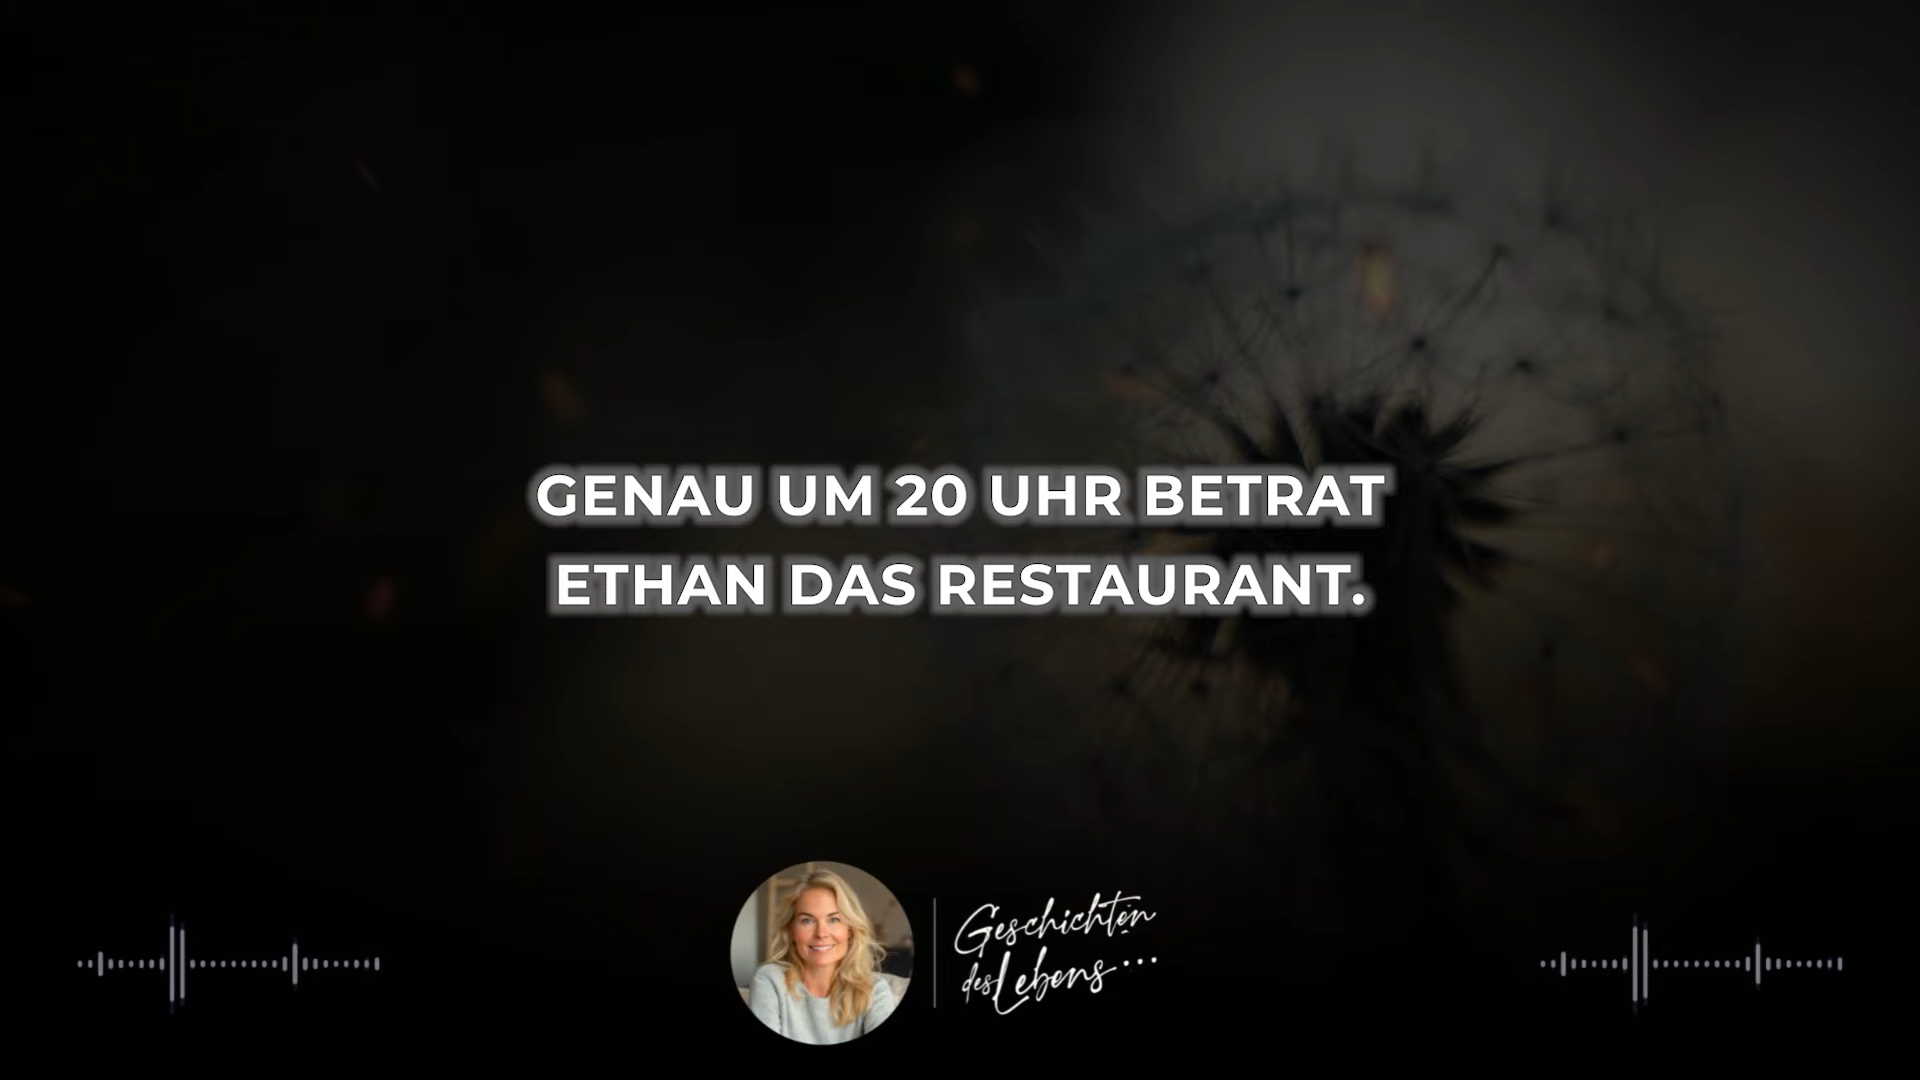 GENAU UM 20 UHR BETRAT
ETHAN DAS RESTAURANT.
Geschichten
des Lebens...